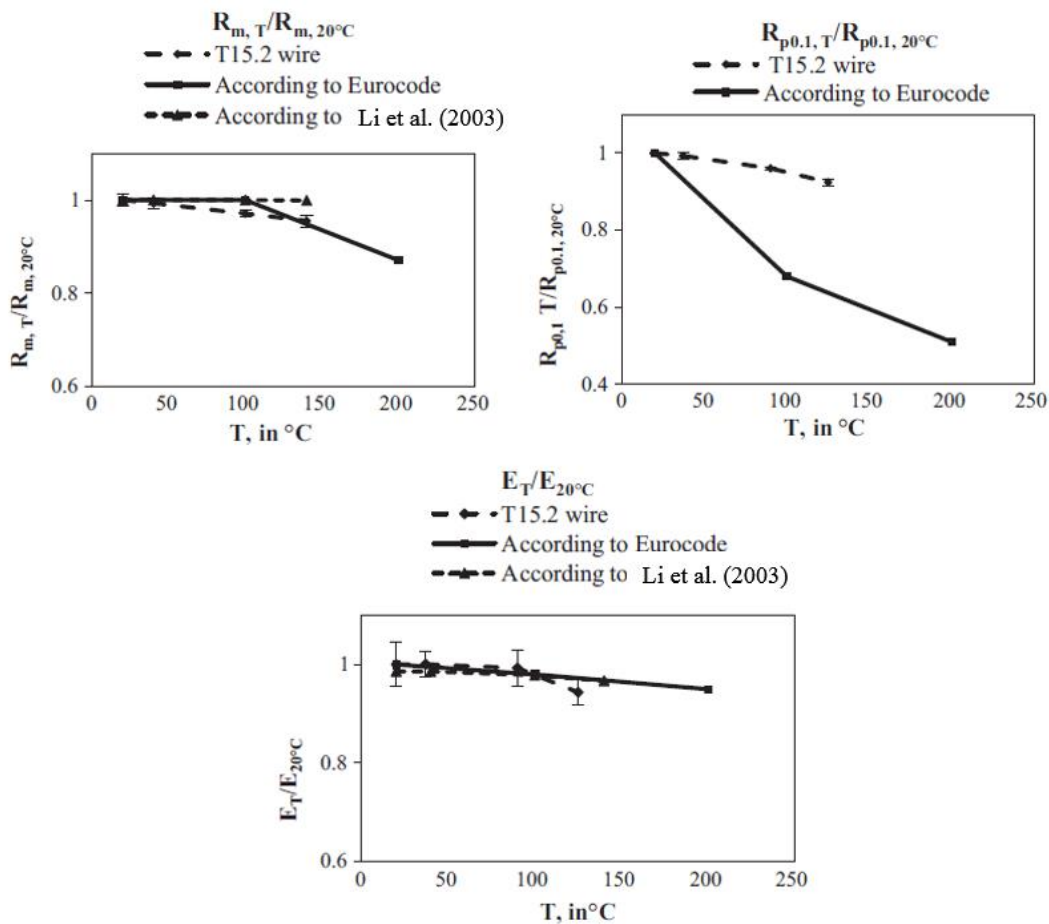 Rm, T/Rm, 20°C
T15.2 wire
According to Eurocode
According to Li et al. (2003)
Rm, T/Rm, 20°C
1
0.8
0.6
0
50
100
150
200
250
T, in °C
Rp0.1, T/Rp0.1, 20°C
T15.2 wire
According to Eurocode
Rp0,1 T/Rp0.1, 20°C
1
0.8
0.6
0.4
0
50
100
150
200
250
T, in °C
ET/E20°C
T15.2 wire
According to Eurocode
According to Li et al. (2003)
ET/E20°C
1
0.8
0.6
0
50
100
150
200
250
T, in°C